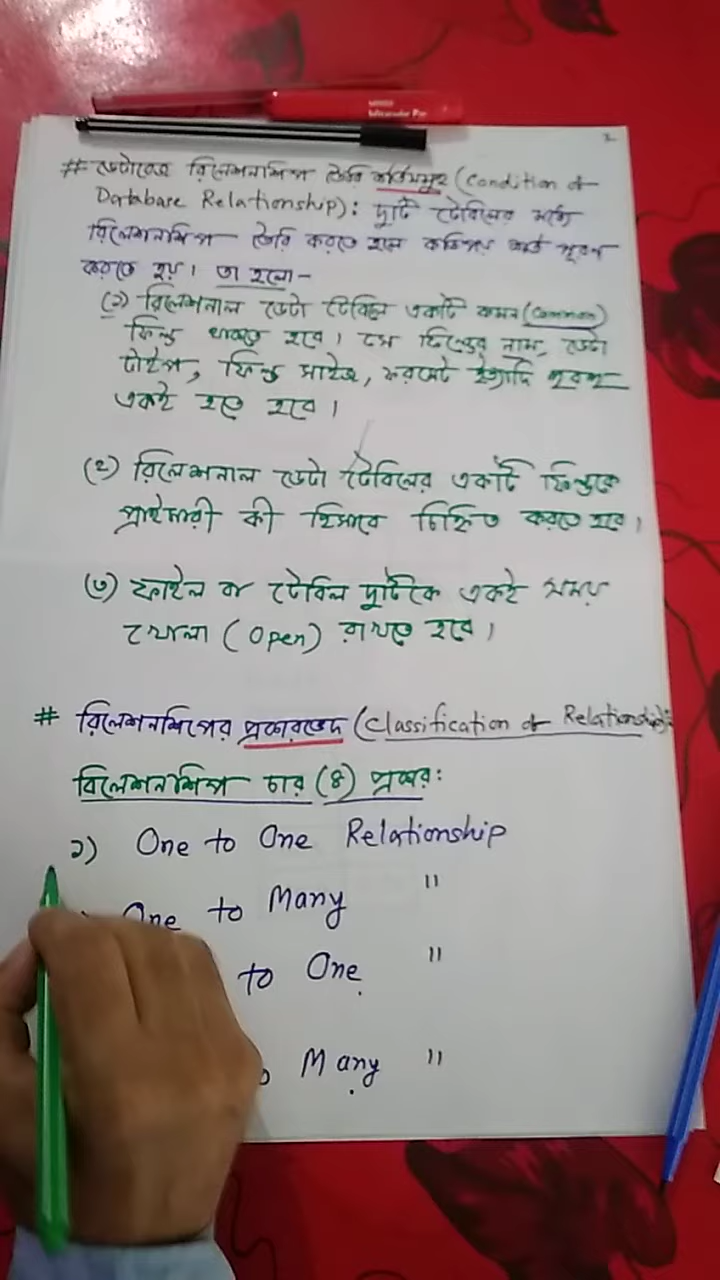 ২
# ডেটাবেজ রিলেশনশিপ তৈরি শর্তসমূহ (Condition of
Database Relationship): দুটি টেবিলের মধ্যে
রিলেশনশিপ তৈরি করতে হলে কতিপয় শর্ত পূরণ
করতে হয়। তা হলো-
(১) রিলেশনাল ডেটা টেবিলে একটি কমন (Common)
ফিল্ড থাকতে হবে। সে ফিল্ডের নাম, ডেটা
টাইপ, ফিল্ড সাইজ, ফরমেট ইত্যাদি
একই হতে হবে।
(২) রিলেশনাল ডেটা টেবিলের একটি ফিল্ডকে
প্রাইমারী কী হিসাবে চিহ্নিত করতে হবে।
(৩) ফাইল বা টেবিল দুটিকে একই সময়
খোলা (Open) রাখতে হবে।
# রিলেশনশিপের প্রকারভেদ (Classification of Relationship):
রিলেশনশিপ চার (৪) প্রকার:
১) One to One Relationship
One to Many "
to One "
Many "